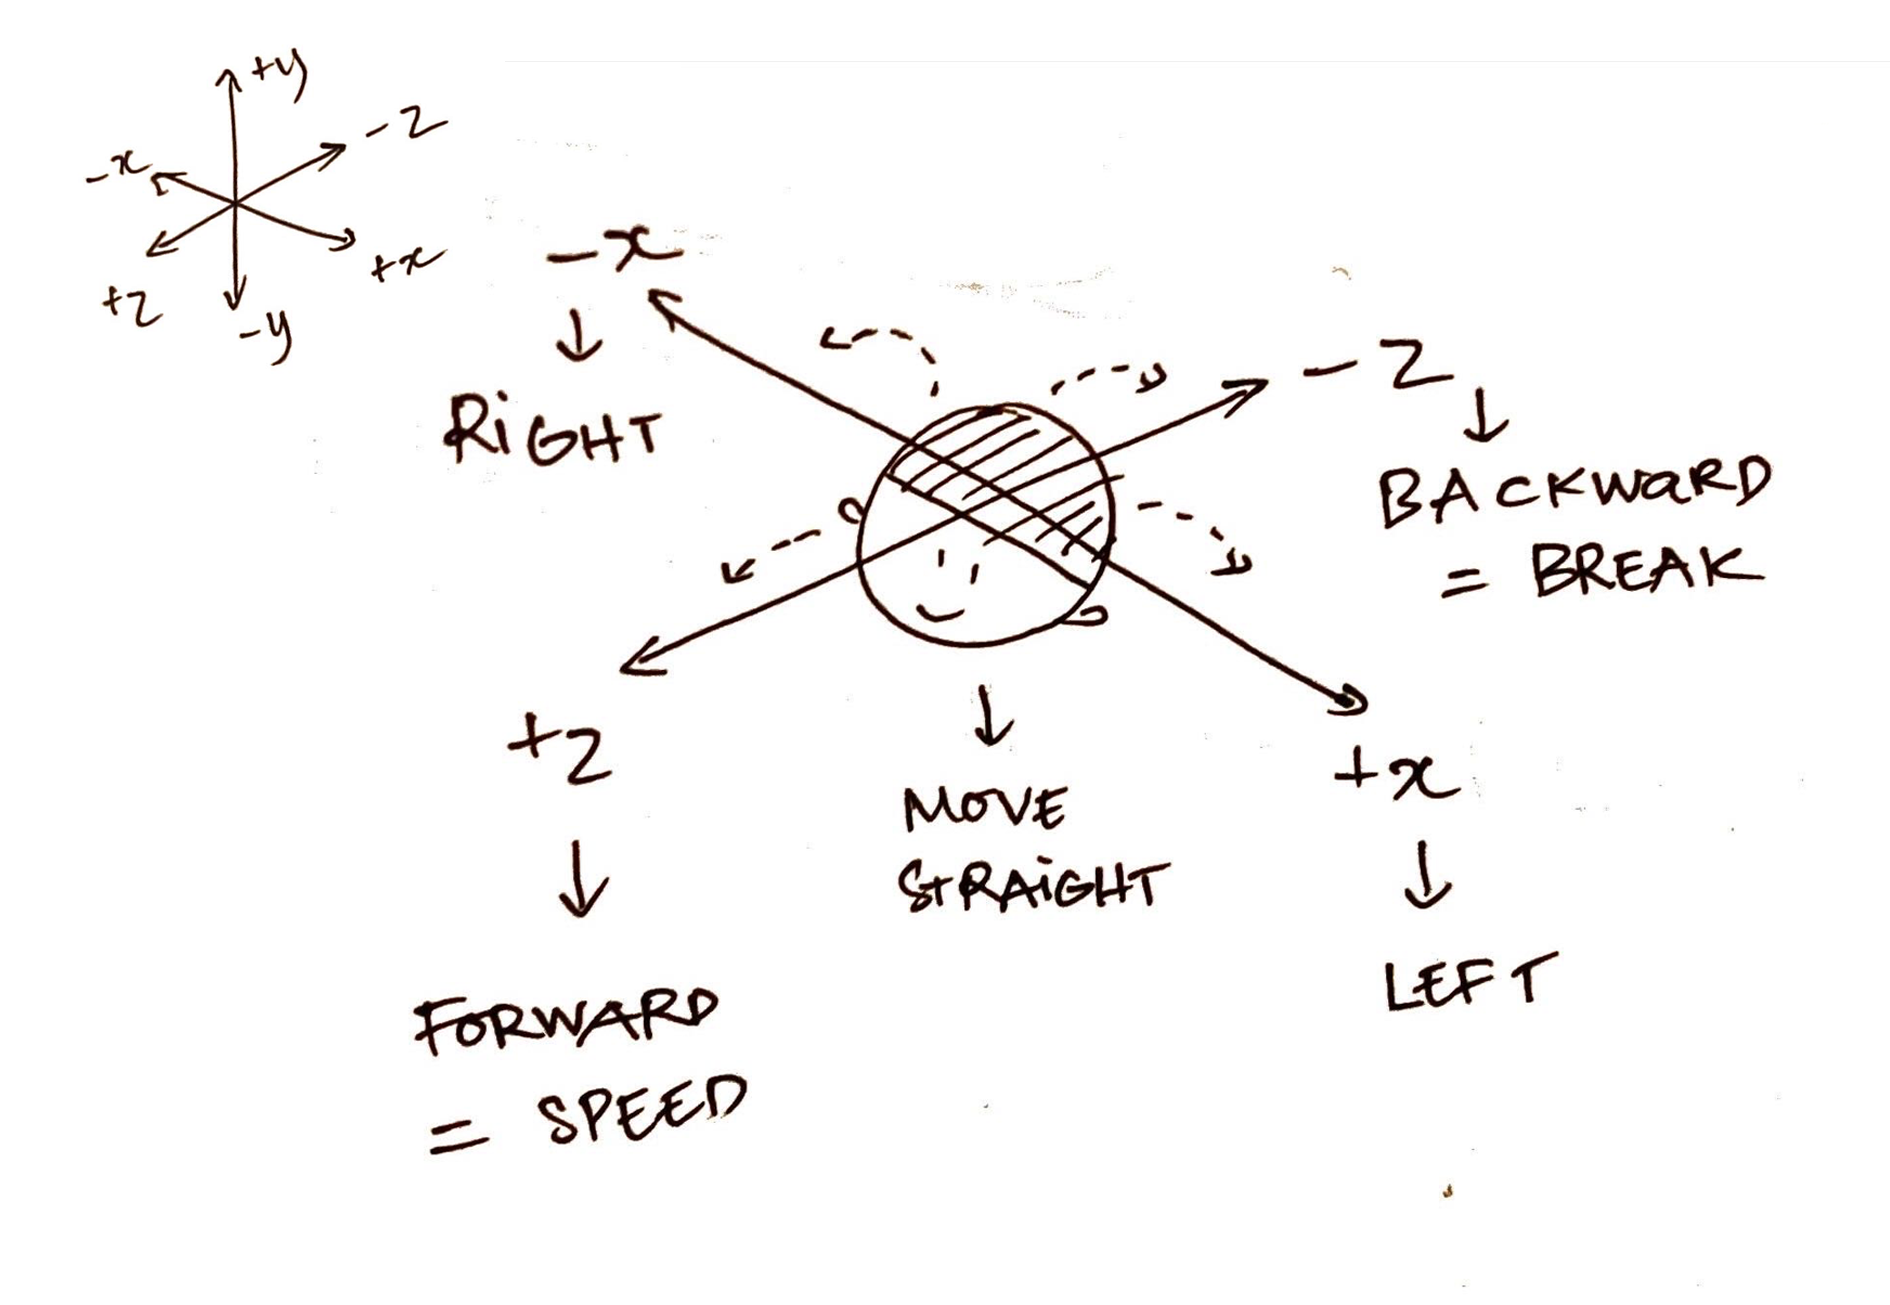 +y
-z
-x
+x
+z
-y
-x
↓
RiGHT
-z
↓
BACKWaRD
= BREAK
+z
↓
FORWARD
= SPEED
↓
MOVE
StRAiGHT
+x
↓
LEFT